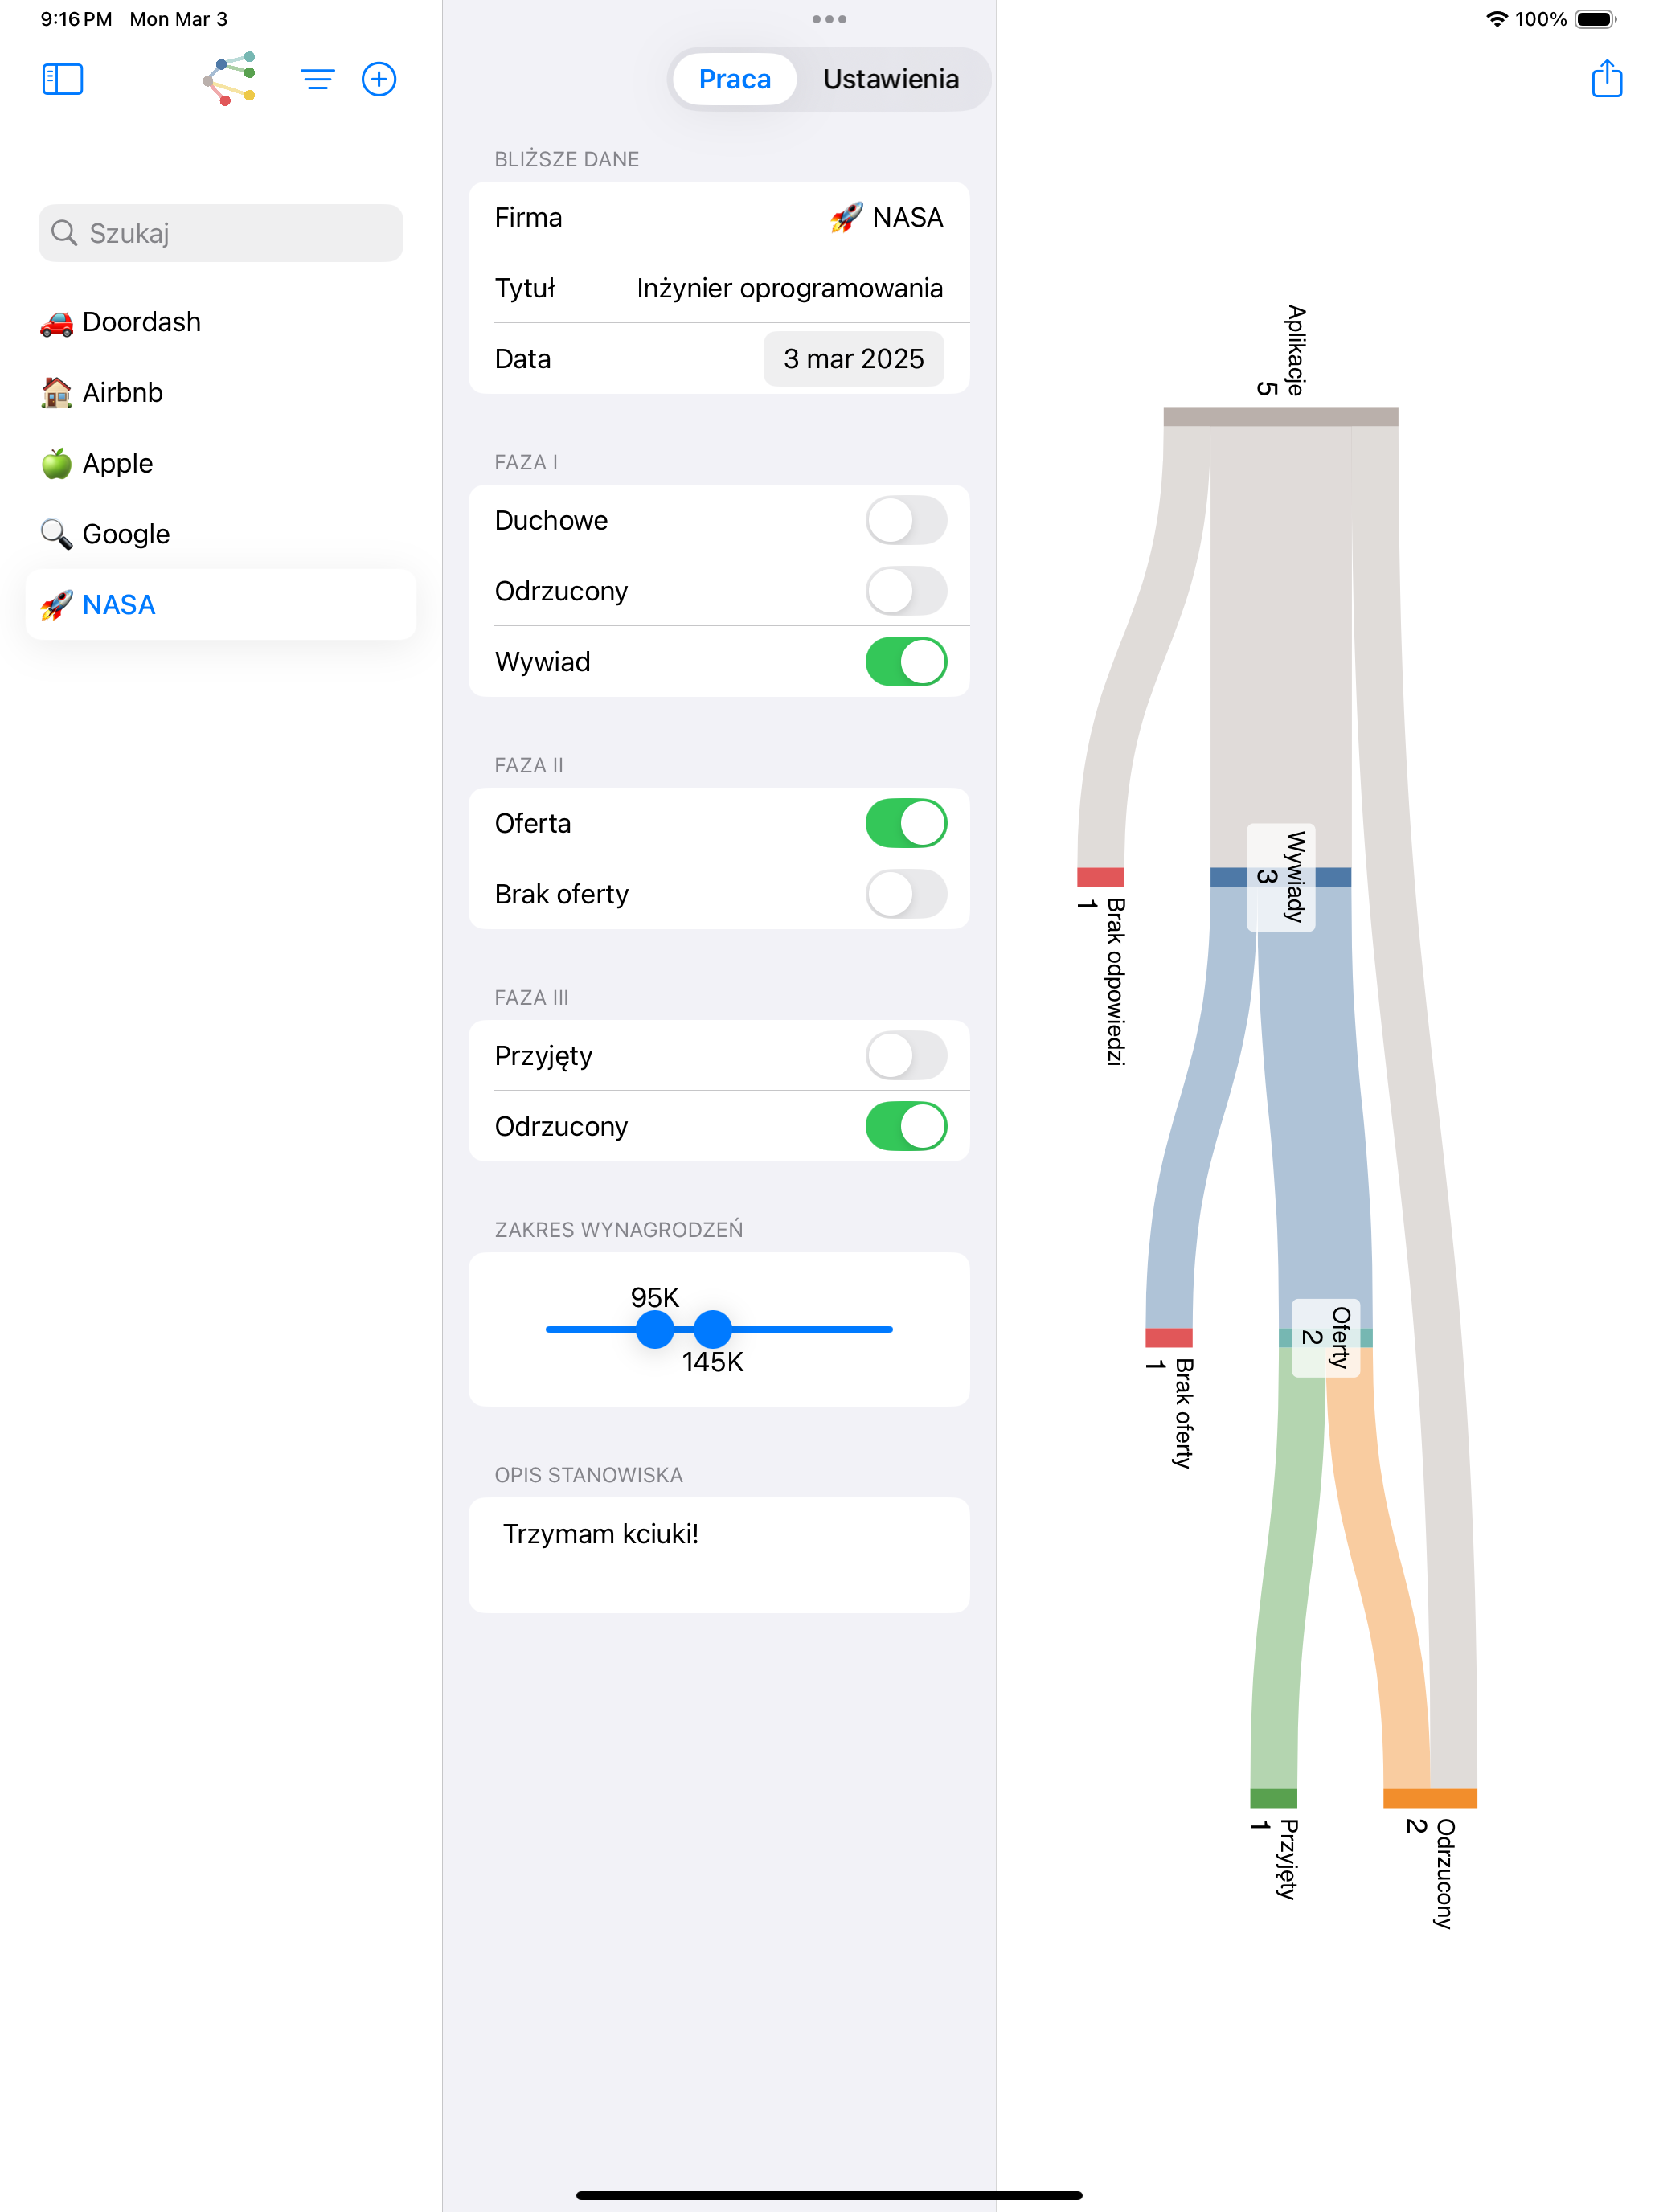 9:16 PM Mon Mar 3
100%
Szukaj
Doordash
Airbnb
Apple
Google
NASA
Praca Ustawienia
BLIŻSZE DANE
Firma 🚀 NASA
Tytuł Inżynier oprogramowania
Data 3 mar 2025
FAZA I
Duchowe
Odrzucony
Wywiad
FAZA II
Oferta
Brak oferty
FAZA III
Przyjęty
Odrzucony
ZAKRES WYNAGRODZEŃ
95K
145K
OPIS STANOWISKA
Trzymam kciuki!
Aplikacje
5
Wywiady
3
Brak odpowiedzi
1
Oferty
2
Brak oferty
1
Przyjęty
1
Odrzucony
2